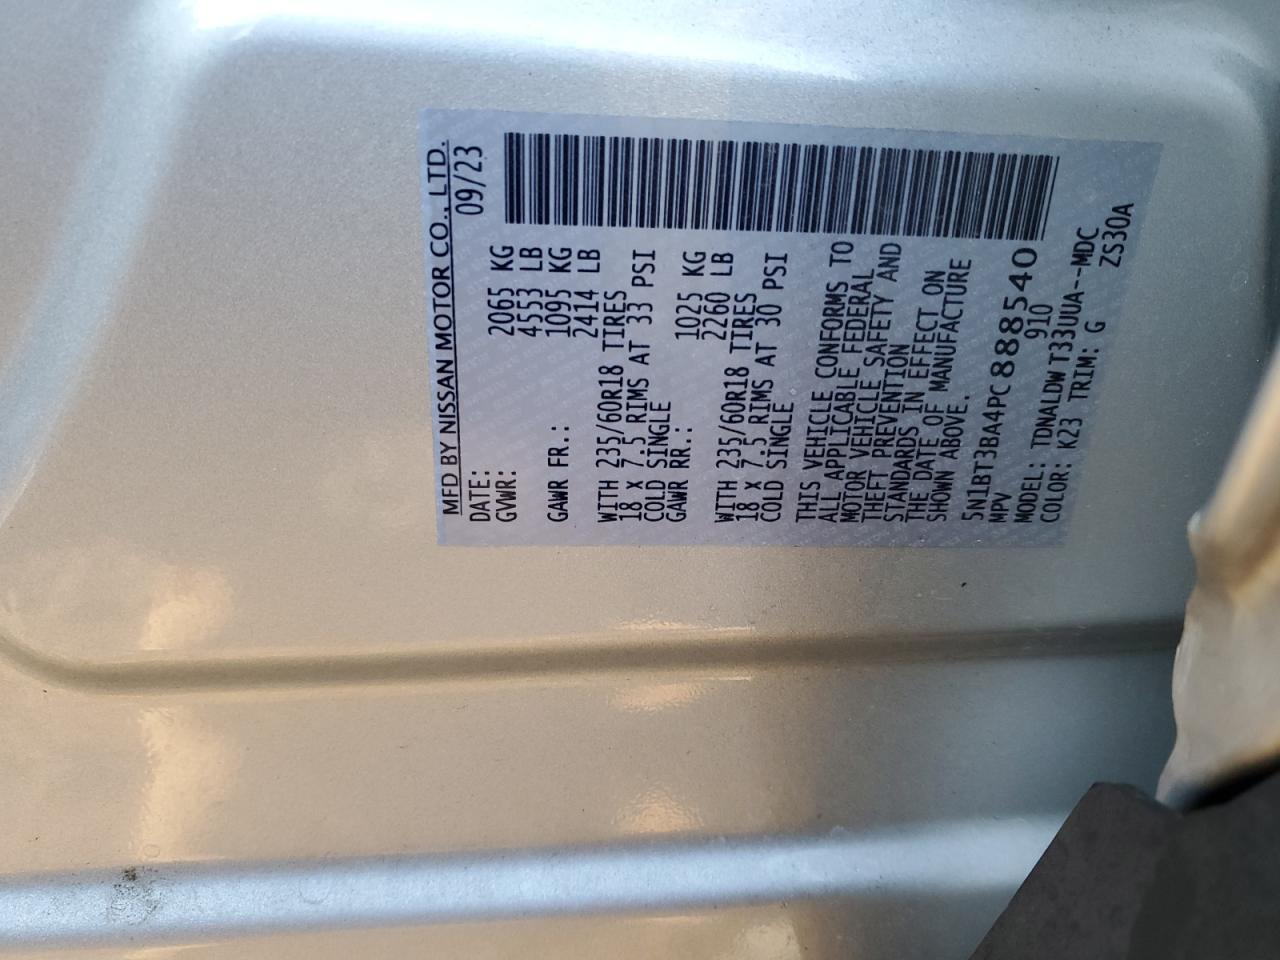 MFD BY NISSAN MOTOR CO., LTD.
DATE: 09/23
GVWR: 2065 KG
4553 LB
GAWR FR.: 1095 KG
2414 LB
WITH 235/60R18 TIRES
18 X 7.5 RIMS AT 33 PSI
COLD SINGLE
GAWR RR.: 1025 KG
2260 LB
WITH 235/60R18 TIRES
18 X 7.5 RIMS AT 30 PSI
COLD SINGLE
THIS VEHICLE CONFORMS TO
ALL APPLICABLE FEDERAL
MOTOR VEHICLE SAFETY AND
THEFT PREVENTION
STANDARDS IN EFFECT ON
THE DATE OF MANUFACTURE
SHOWN ABOVE.
5N1BT3BA4PC888540
MPV 910
MODEL: TDNALDWT33UUA--MDC
COLOR: K23 TRIM: G ZS30A